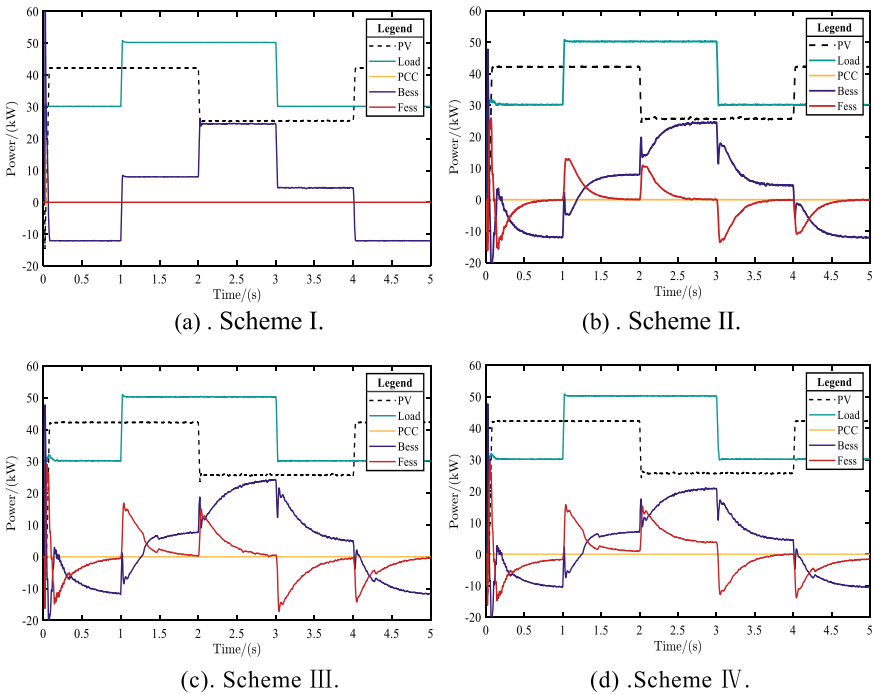 60
50
40
30
20
10
0
-10
-20
Power/(kW)
0
0.5
1
1.5
2
2.5
3
3.5
4
4.5
5
Time/(s)
Legend
PV
Load
PCC
Bess
Fess
(a) . Scheme I.
60
50
40
30
20
10
0
-10
-20
Power/(kW)
0
0.5
1
1.5
2
2.5
3
3.5
4
4.5
5
Time/(s)
Legend
PV
Load
PCC
Bess
Fess
(b) . Scheme II.
60
50
40
30
20
10
0
-10
20
Power/(kW)
0
0.5
1
1.5
2
2.5
3
3.5
4
4.5
5
Time/(s)
Legend
PV
Load
PCC
Bess
Fess
(c). Scheme Ⅲ.
60
50
40
30
20
10
0
-10
-20
Power/(kW)
0
0.5
1
1.5
2
2.5
3
3.5
4
4.5
5
Time/(s)
Legend
PV
Load
PCC
Bess
Fess
(d) .Scheme Ⅳ.